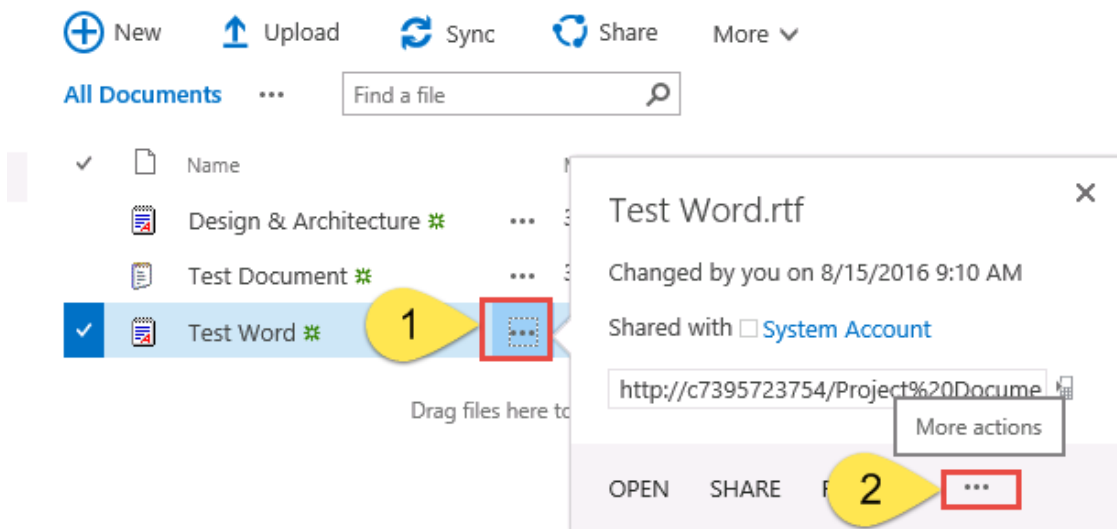 New Upload Sync Share More
All Documents ... Find a file
Name
Test Word.rtf
Design & Architecture ...
Changed by you on 8/15/2016 9:10 AM
Test Document ...
Test Word 1 ...
Shared with System Account
http://c7395723754/Project%20Docume
Drag files here to
More actions
OPEN SHARE F 2 ...